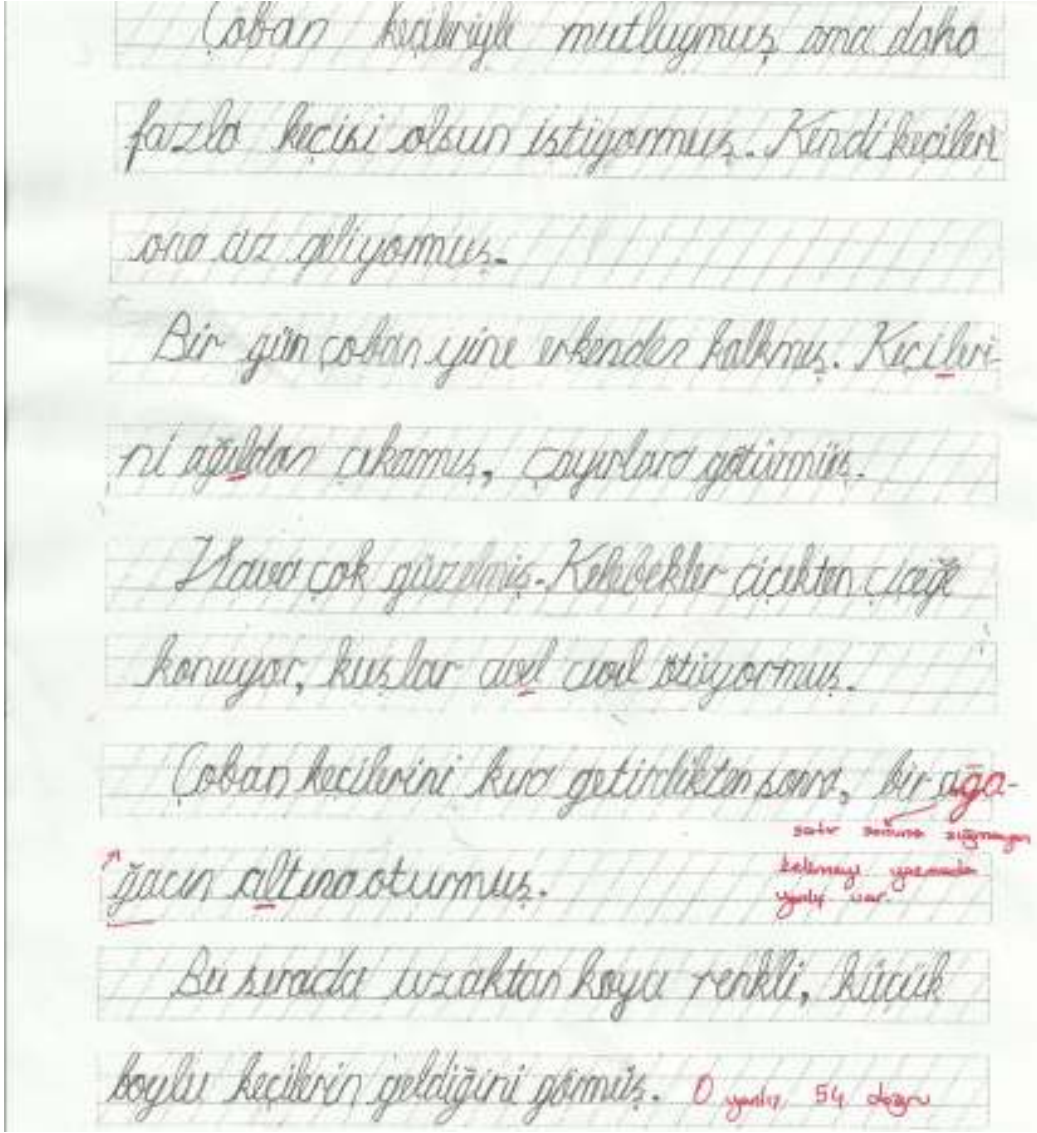 Çoban keçileriyle mutluymuş ama daha
fazla keçisi olsun istiyormuş. Kendi keçileri
ona az geliyormuş.
Bir gün çoban yine erkenden kalkmış. Keçileri-
ni ağıldan çıkamış, çayırlara götürmüş.
Hava çok güzelmiş. Kelebekler çiçekten çiçeğe
konuyor, kuşlar cıvıl cıvıl ötüyormuş.
Çoban keçilerini kıra getirdikten sonra, bir ağa-
satır sonuna sığmayan
ğacın altına oturmuş.
kelimeyi yazmada
yanlış var.
Bu sırada uzaktan koyu renkli, küçük
boylu keçilerin geldiğini görmüş. 0 yanlış, 54 doğru